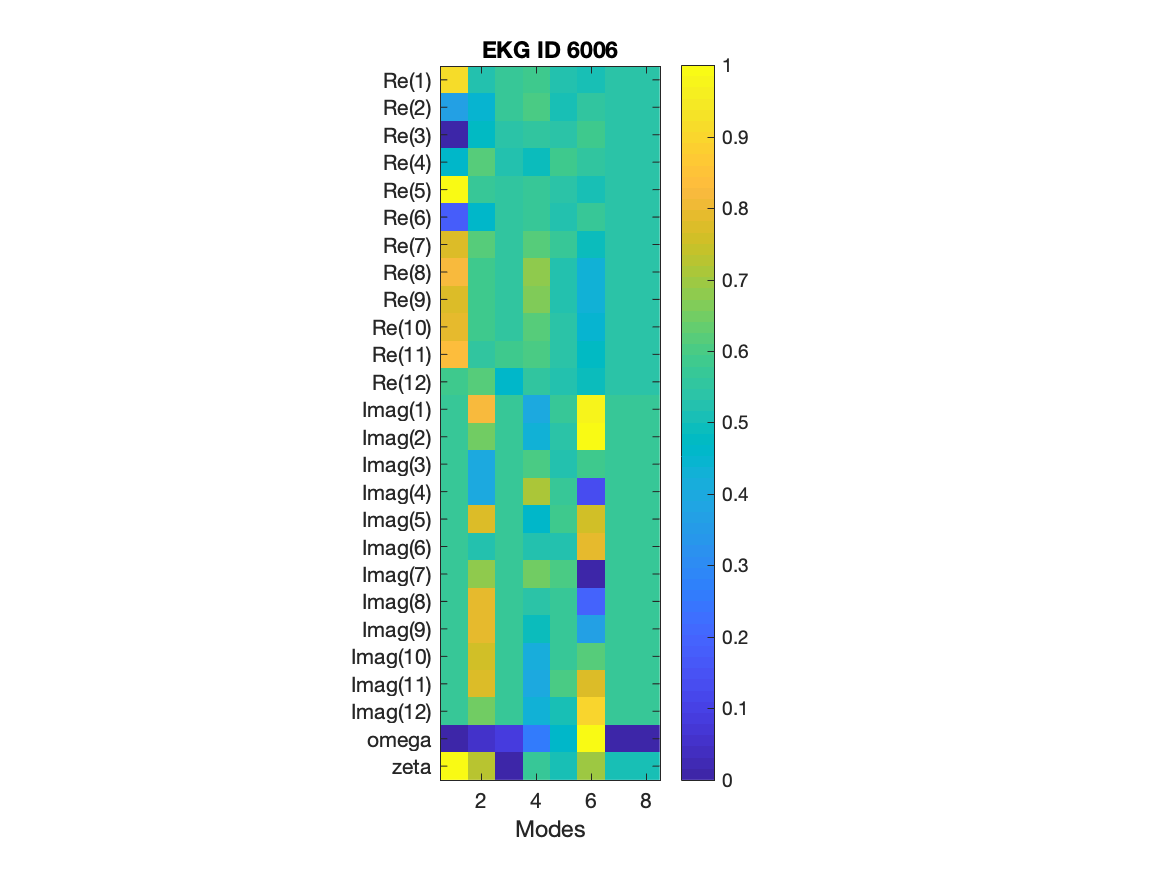 EKG ID 6006
Re(1)
Re(2)
Re(3)
Re(4)
Re(5)
Re(6)
Re(7)
Re(8)
Re(9)
Re(10)
Re(11)
Re(12)
Imag(1)
Imag(2)
Imag(3)
Imag(4)
Imag(5)
Imag(6)
Imag(7)
Imag(8)
Imag(9)
Imag(10)
Imag(11)
Imag(12)
omega
zeta
2 4 6 8
Modes
1
0.9
0.8
0.7
0.6
0.5
0.4
0.3
0.2
0.1
0